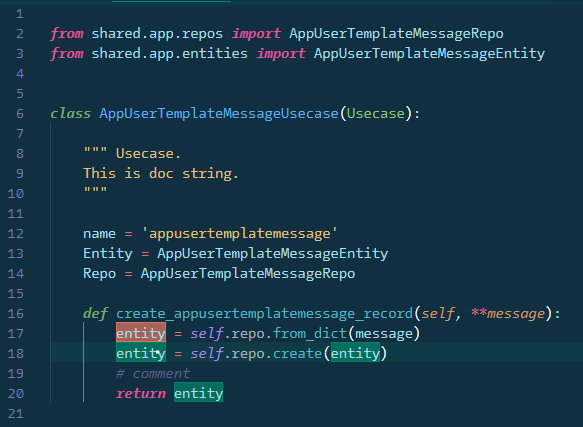 1
2 from shared.app.repos import AppUserTemplateMessageRepo
3 from shared.app.entities import AppUserTemplateMessageEntity
4
5
6 class AppUserTemplateMessageUsecase(Usecase):
7
8 """ Usecase.
9 This is doc string.
10 """
11
12 name = 'appusertemplatemessage'
13 Entity = AppUserTemplateMessageEntity
14 Repo = AppUserTemplateMessageRepo
15
16 def create_appusertemplatemessage_record(self, **message):
17 entity = self.repo.from_dict(message)
18 entity = self.repo.create(entity)
19 # comment
20 return entity
21